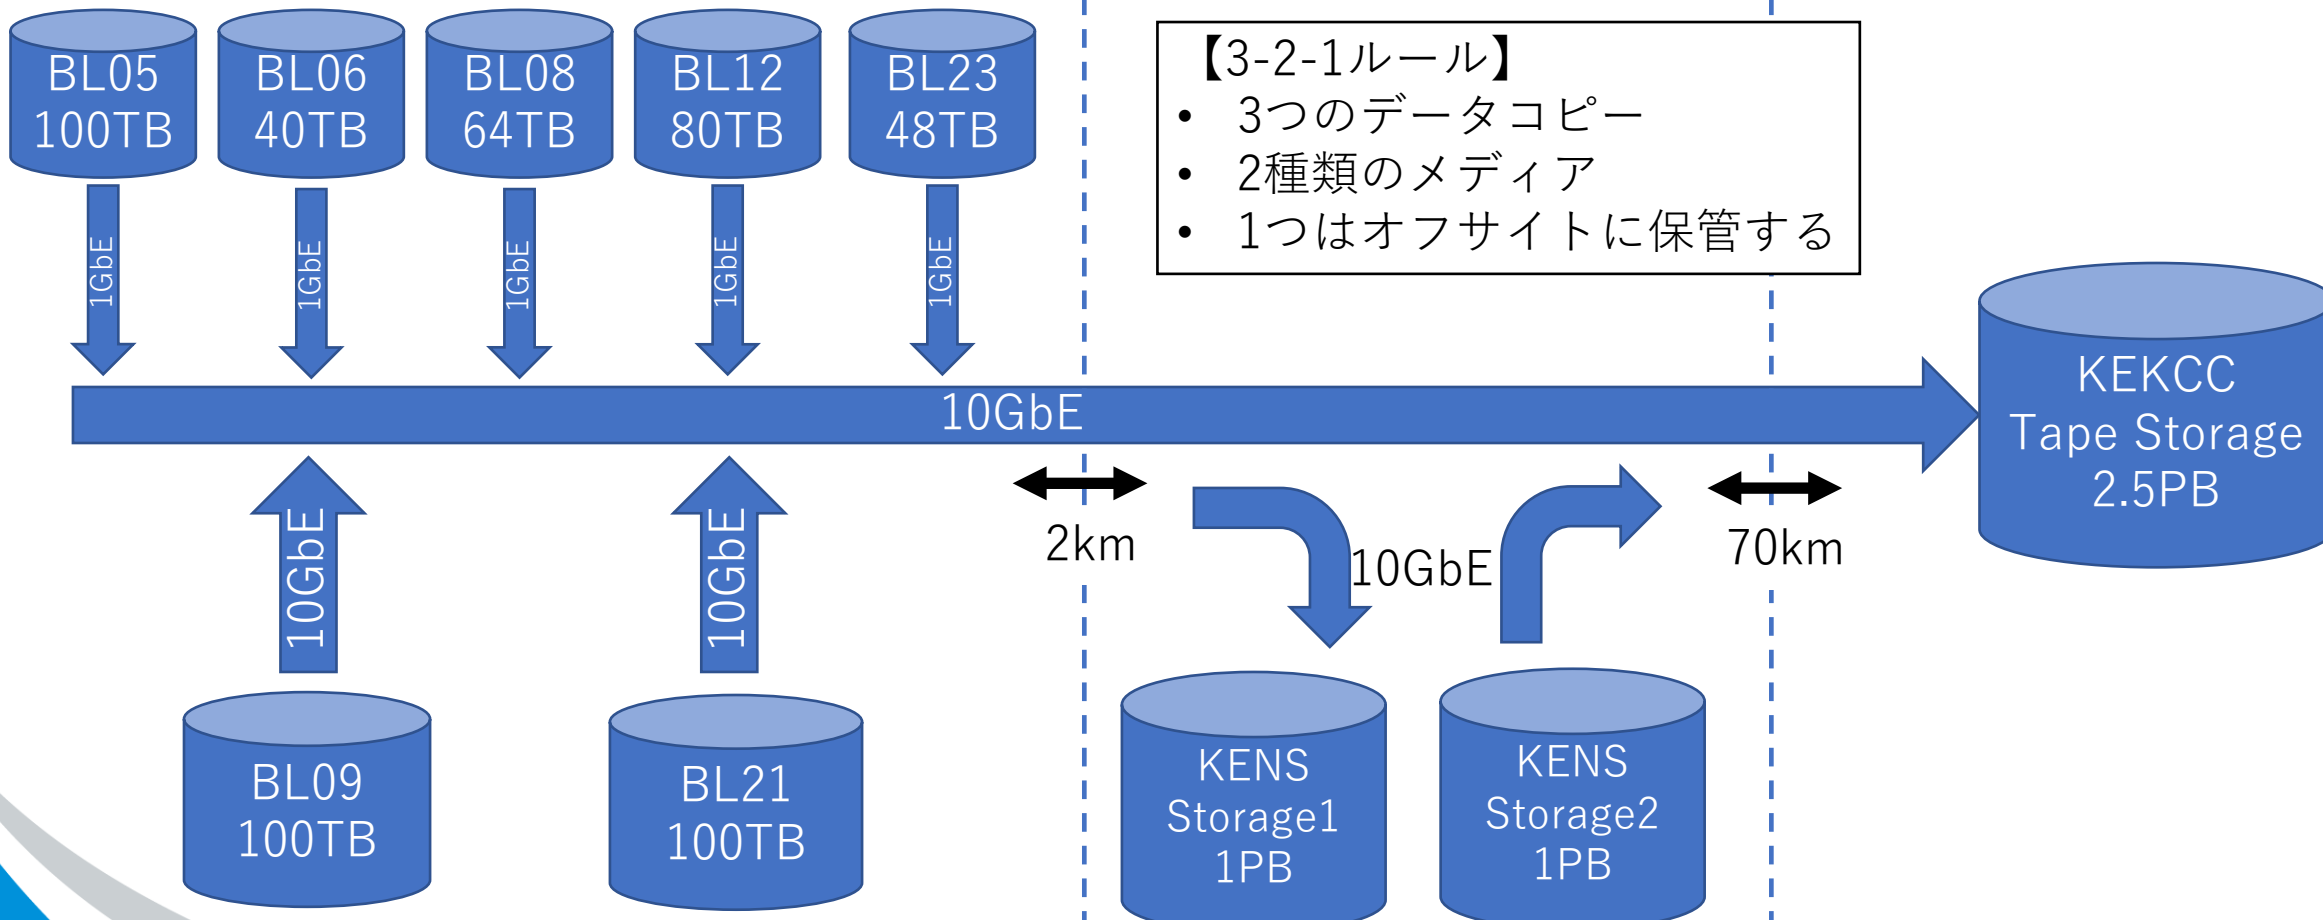 BL05
100TB
BL06
40TB
BL08
64TB
BL12
80TB
BL23
48TB
【3-2-1ルール】
• 3つのデータコピー
• 2種類のメディア
• 1つはオフサイトに保管する
1GbE
1GbE
1GbE
1GbE
1GbE
10GbE
KEKCC
Tape Storage
2.5PB
10GbE
10GbE
2km
10GbE
70km
BL09
100TB
BL21
100TB
KENS
Storage1
1PB
KENS
Storage2
1PB